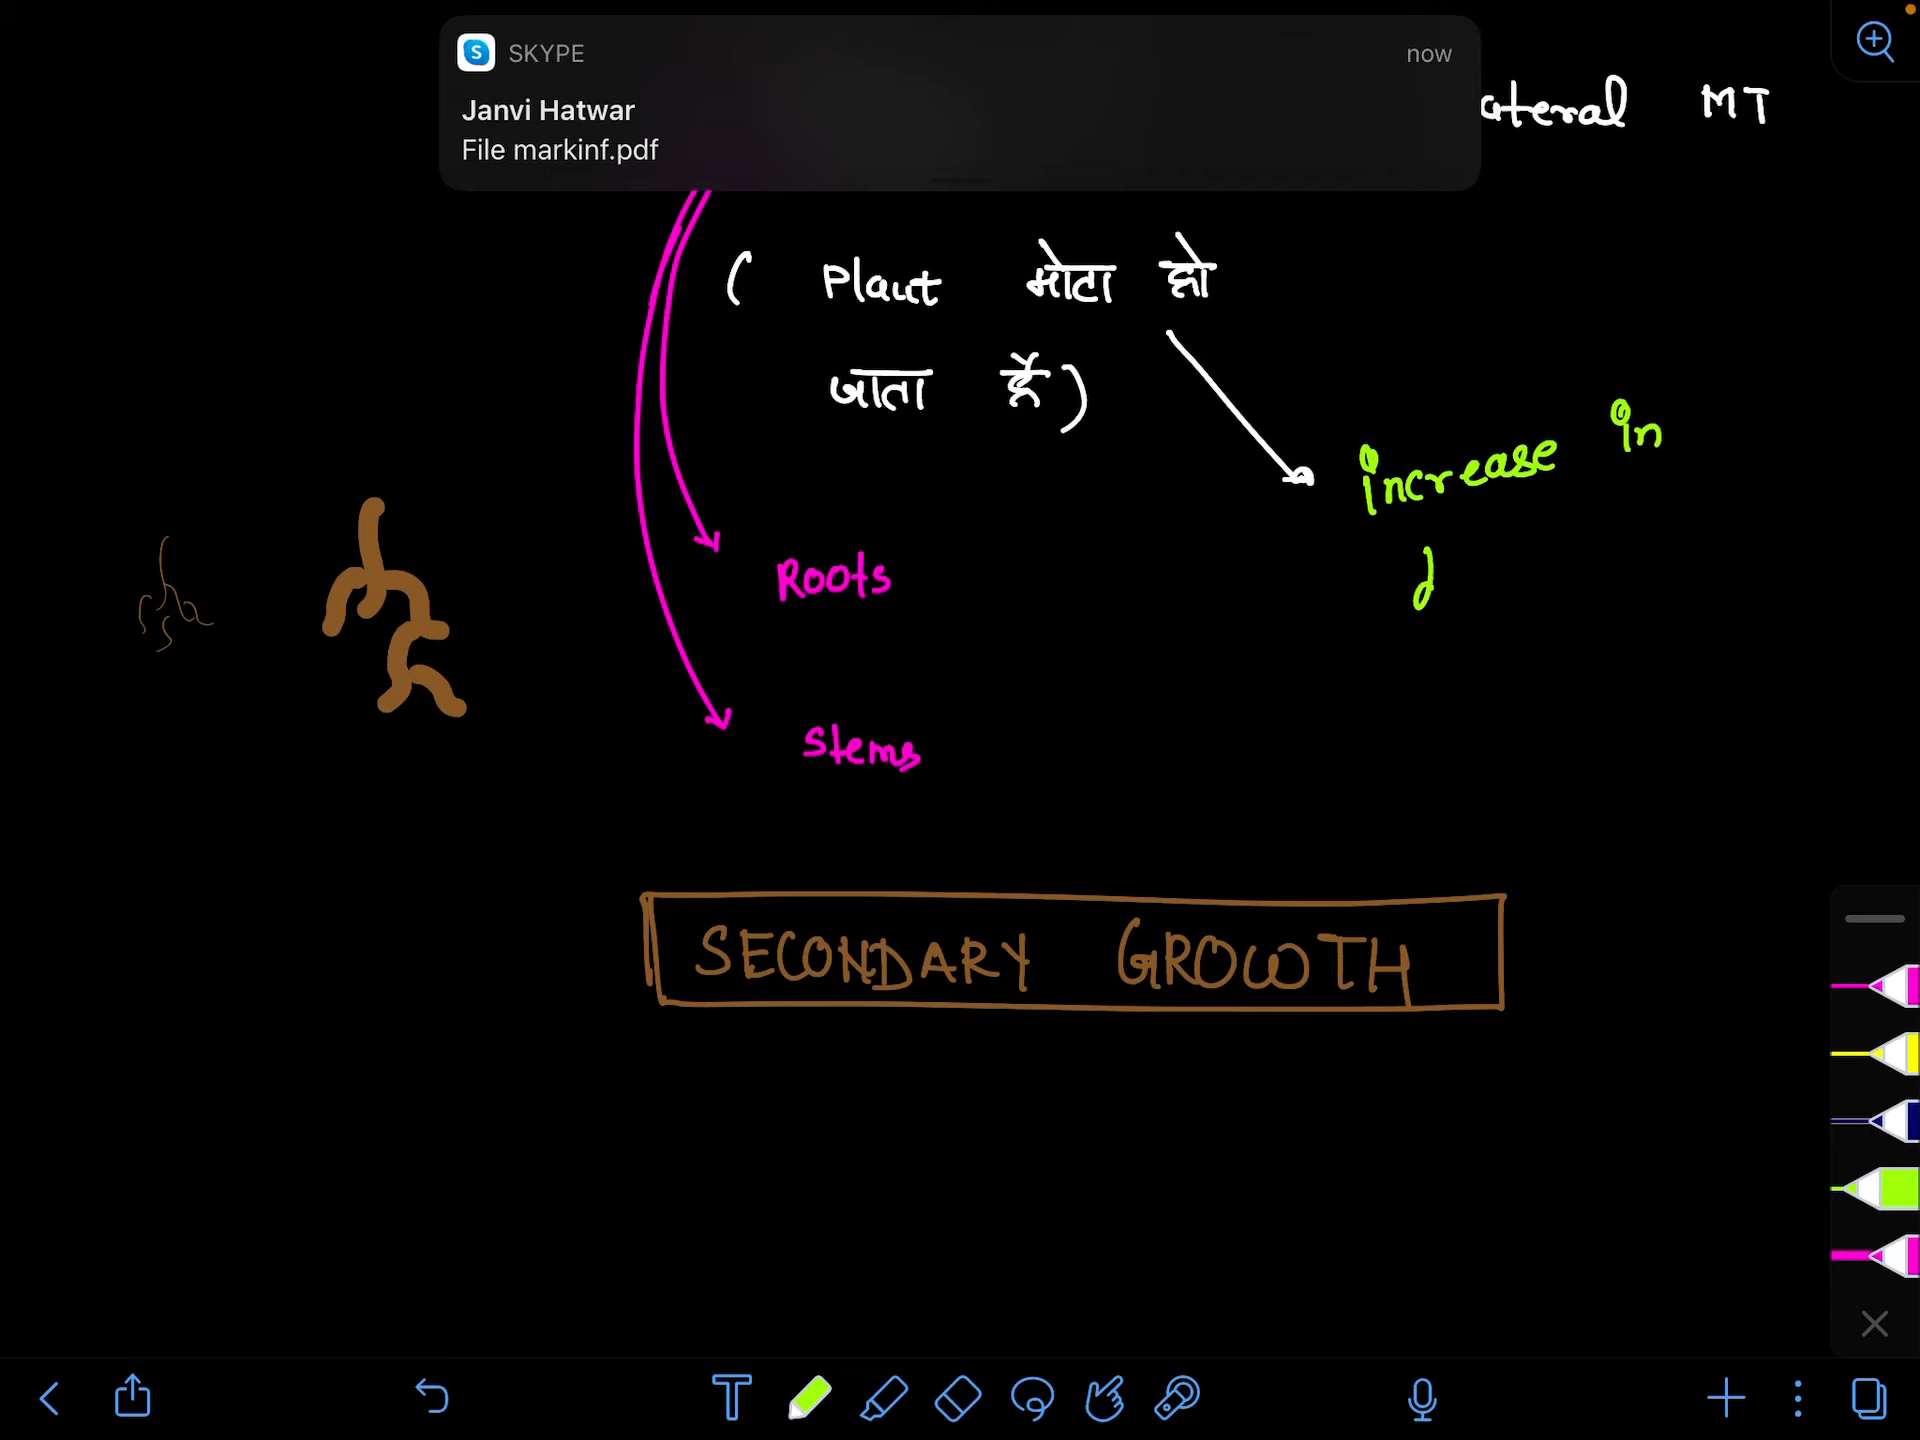 SKYPE now
Janvi Hatwar
File markinf.pdf
ateral MT
( Plant मोटा हो
जाता है )
increase in
d
Roots
Stems
SECONDARY GROWTH